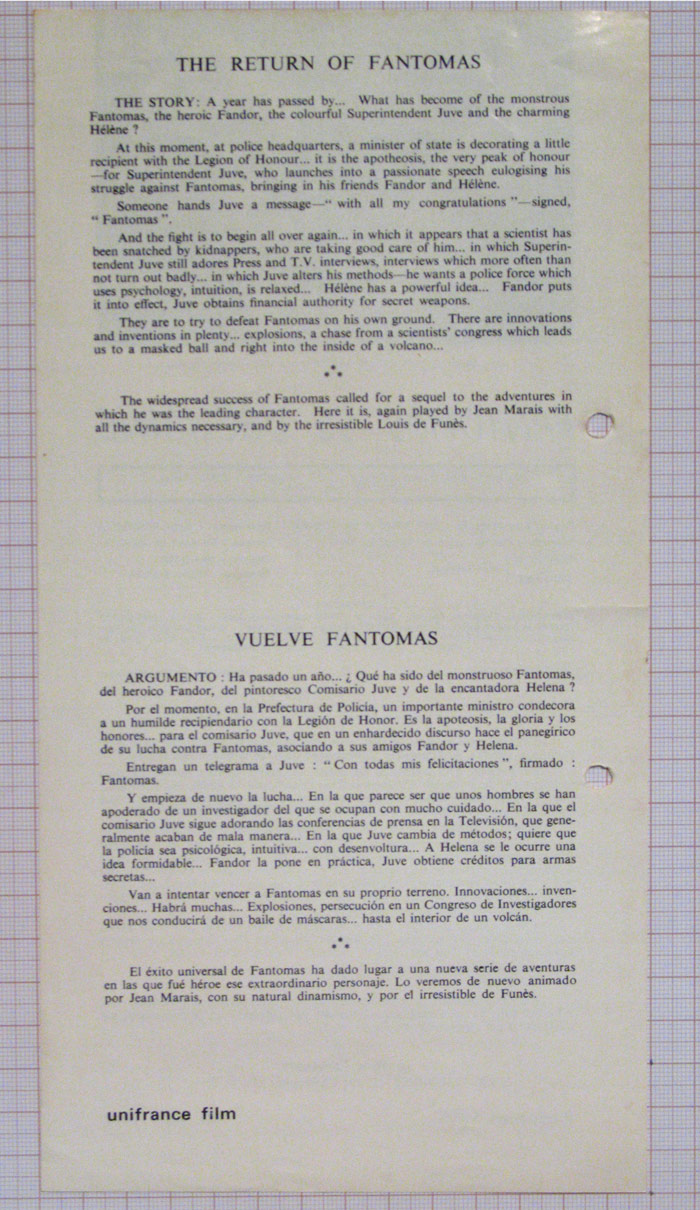 THE RETURN OF FANTOMAS
THE STORY: A year has passed by... What has become of the monstrous
Fantomas, the heroic Fandor, the colourful Superintendent Juve and the charming
Hélène ?
At this moment, at police headquarters, a minister of state is decorating a little
recipient with the Legion of Honour... it is the apotheosis, the very peak of honour
—for Superintendent Juve, who launches into a passionate speech eulogising his
struggle against Fantomas, bringing in his friends Fandor and Hélène.
Someone hands Juve a message—“ with all my congratulations ”—signed,
“ Fantomas ”.
And the fight is to begin all over again... in which it appears that a scientist has
been snatched by kidnappers, who are taking good care of him... in which Superin-
tendent Juve still adores Press and T.V. interviews, interviews which more often than
not turn out badly... in which Juve alters his methods—he wants a police force which
uses psychology, intuition, is relaxed... Hélène has a powerful idea... Fandor puts
it into effect, Juve obtains financial authority for secret weapons.
They are to try to defeat Fantomas on his own ground. There are innovations
and inventions in plenty... explosions, a chase from a scientists’ congress which leads
us to a masked ball and right into the inside of a volcano...
The widespread success of Fantomas called for a sequel to the adventures in
which he was the leading character. Here it is, again played by Jean Marais with
all the dynamics necessary, and by the irresistible Louis de Funès.
VUELVE FANTOMAS
ARGUMENTO : Ha pasado un año... ¿ Qué ha sido del monstruoso Fantomas,
del heroico Fandor, del pintoresco Comisario Juve y de la encantadora Helena ?
Por el momento, en la Prefectura de Policía, un importante ministro condecora
a un humilde recipiendario con la Legión de Honor. Es la apoteosis, la gloria y los
honores... para el comisario Juve, que en un enhardecido discurso hace el panegírico
de su lucha contra Fantomas, asociando a sus amigos Fandor y Helena.
Entregan un telegrama a Juve : “ Con todas mis felicitaciones ”, firmado :
Fantomas.
Y empieza de nuevo la lucha... En la que parece ser que unos hombres se han
apoderado de un investigador del que se ocupan con mucho cuidado... En la que el
comisario Juve sigue adorando las conferencias de prensa en la Televisión, que gene-
ralmente acaban de mala manera... En la que Juve cambia de métodos; quiere que
la policía sea psicológica, intuitiva... con desenvoltura... A Helena se le ocurre una
idea formidable... Fandor la pone en práctica, Juve obtiene créditos para armas
secretas...
Van a intentar vencer a Fantomas en su proprio terreno. Innovaciones... inven-
ciones... Habrá muchas... Explosiones, persecución en un Congreso de Investigadores
que nos conducirá de un baile de máscaras... hasta el interior de un volcán.
El éxito universal de Fantomas ha dado lugar a una nueva serie de aventuras
en las que fué héroe ese extraordinario personaje. Lo veremos de nuevo animado
por Jean Marais, con su natural dinamismo, y por el irresistible de Funès.
unifrance film